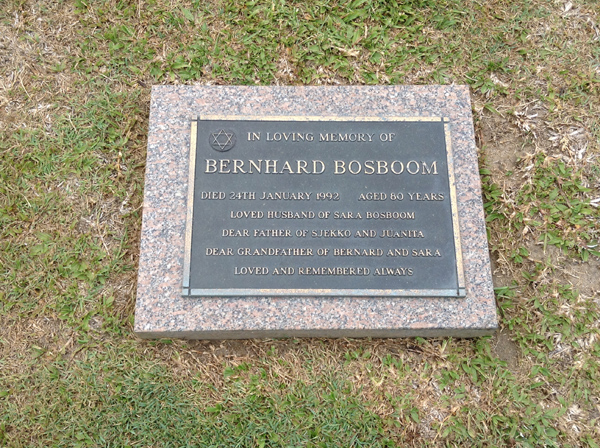 IN LOVING MEMORY OF
BERNHARD BOSBOOM
DIED 24TH JANUARY 1992 AGED 80 YEARS
LOVED HUSBAND OF SARA BOSBOOM
DEAR FATHER OF SJEKKO AND JUANITA
DEAR GRANDFATHER OF BERNARD AND SARA
LOVED AND REMEMBERED ALWAYS